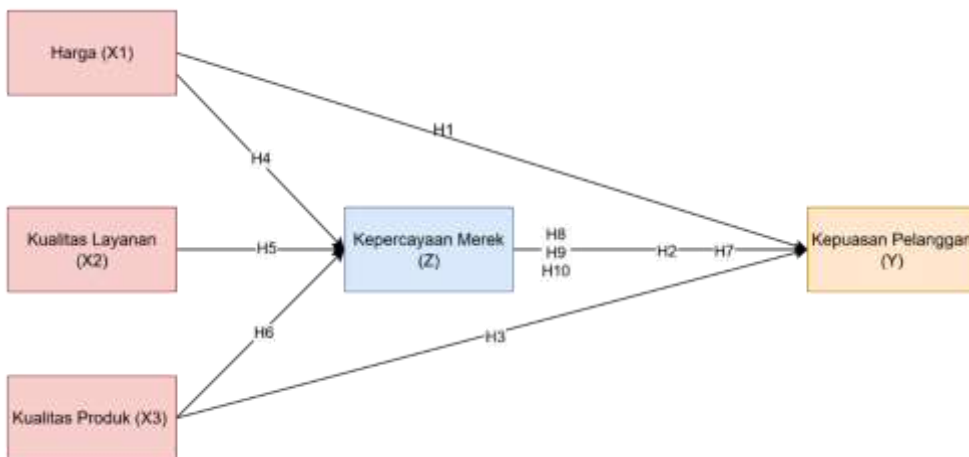 Harga (X1)
H1
H4
Kualitas Layanan
(X2)
H5
Kepercayaan Merek
(Z)
H8
H9
H10
H2
H7
Kepuasan Pelanggan
(Y)
H6
H3
Kualitas Produk (X3)